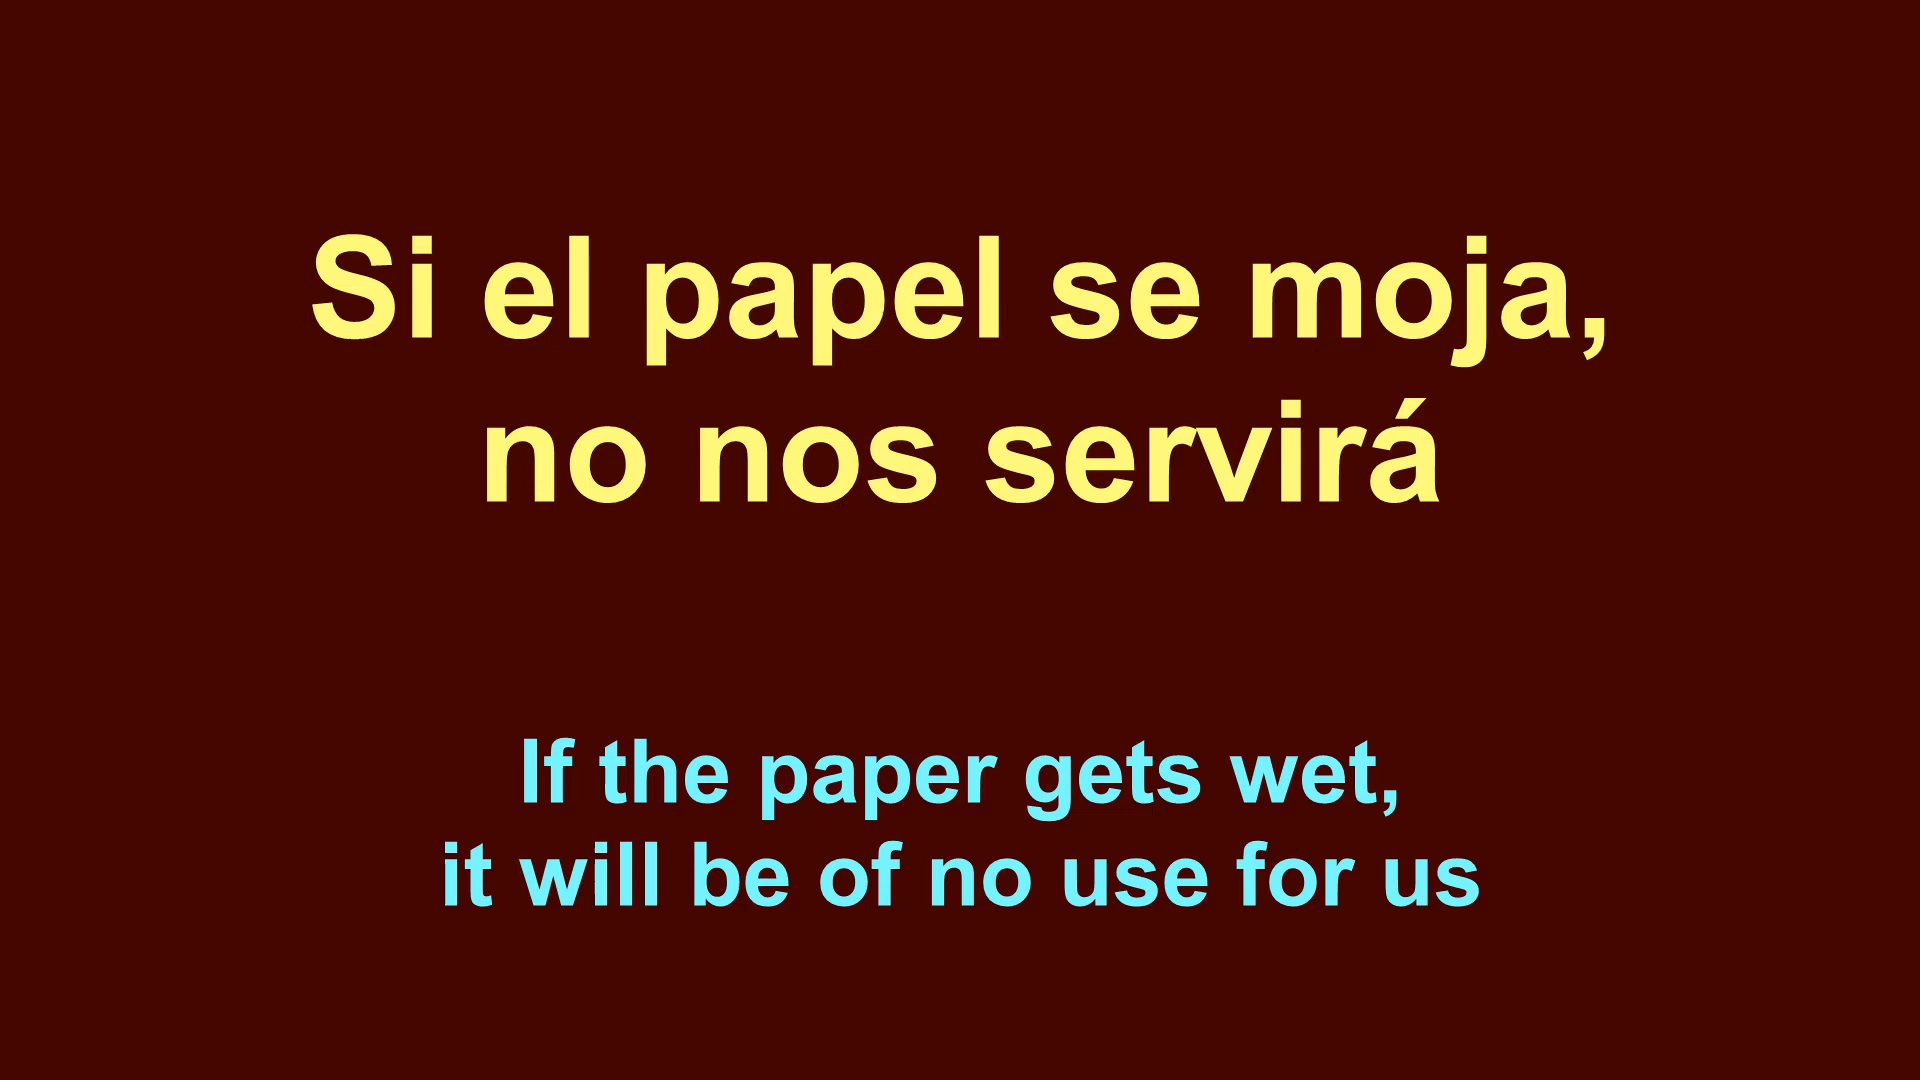 Si el papel se moja,
no nos servirá
If the paper gets wet,
it will be of no use for us